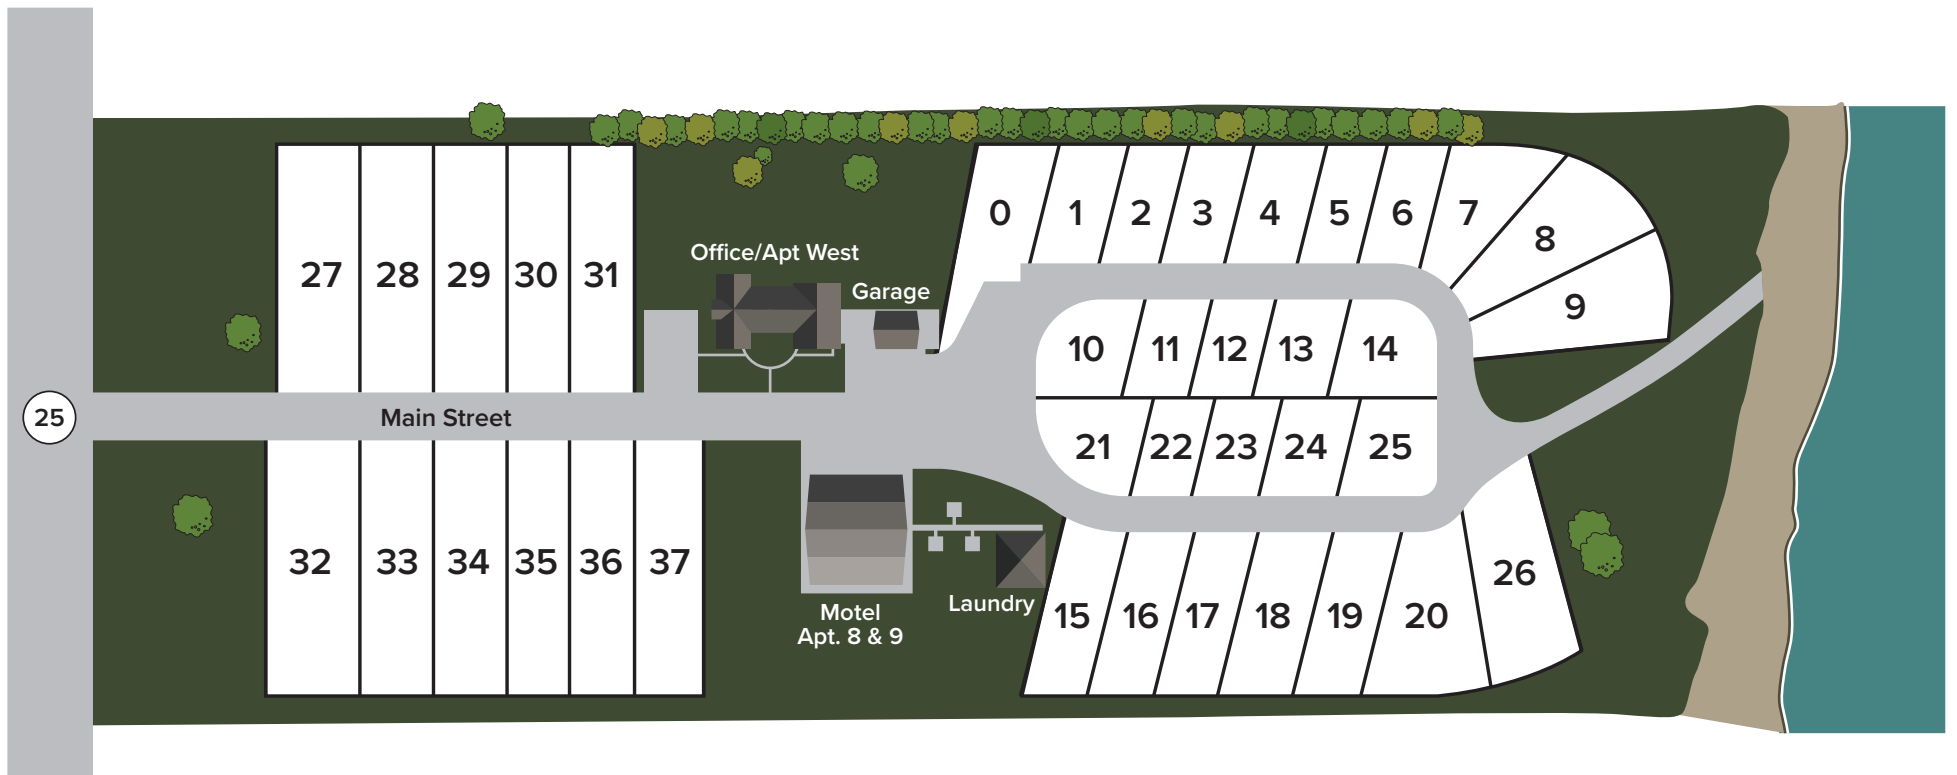 0 1 2 3 4 5 6 7
8
Office/Apt West
27 28 29 30 31
Garage
9
10 11 12 13 14
25
Main Street
21 22 23 24 25
32 33 34 35 36 37
26
Motel
Apt. 8 & 9
Laundry
15 16 17 18 19 20